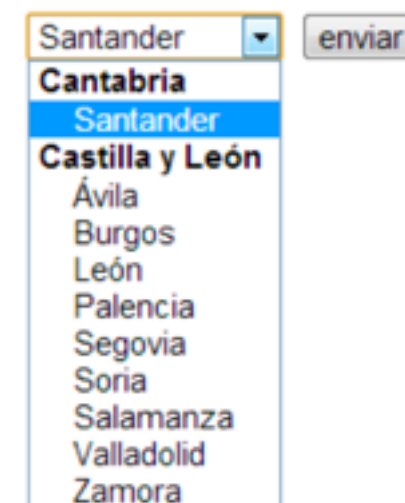 Santander enviar
Cantabria
Santander
Castilla y León
Ávila
Burgos
León
Palencia
Segovia
Soria
Salamanza
Valladolid
Zamora